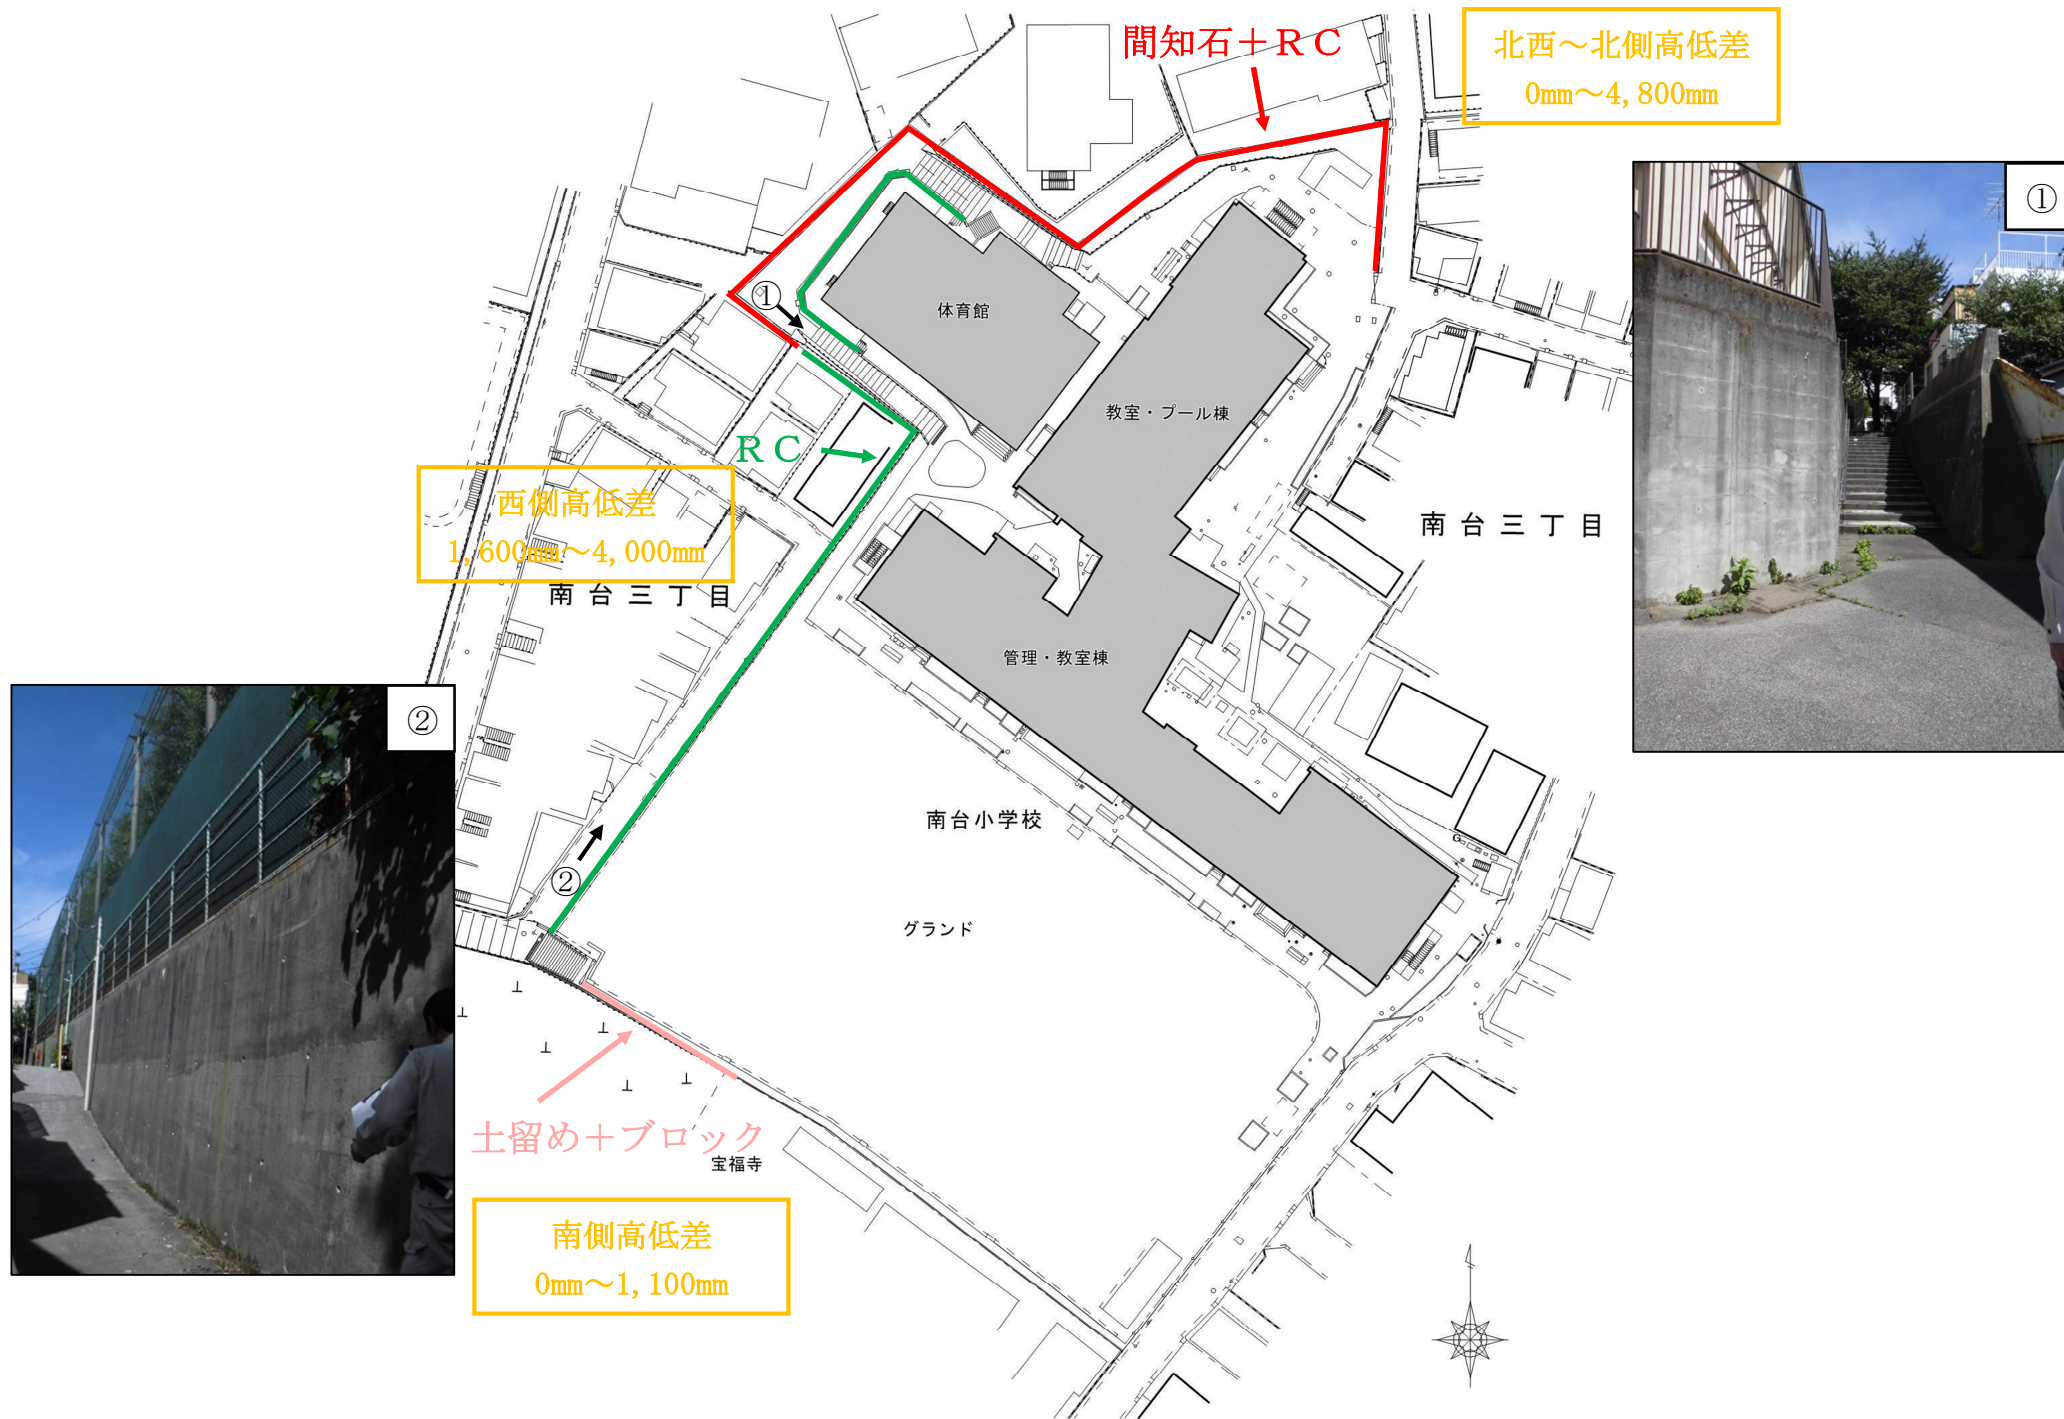 間知石＋ＲＣ
北西～北側高低差
0mm～4,800mm
①
①
体育館
教室・プール棟
ＲＣ
西側高低差
1,600mm～4,000mm
南台三丁目
南台三丁目
管理・教室棟
②
南台小学校
②
グランド
土留め＋ブロック
宝福寺
南側高低差
0mm～1,100mm
G